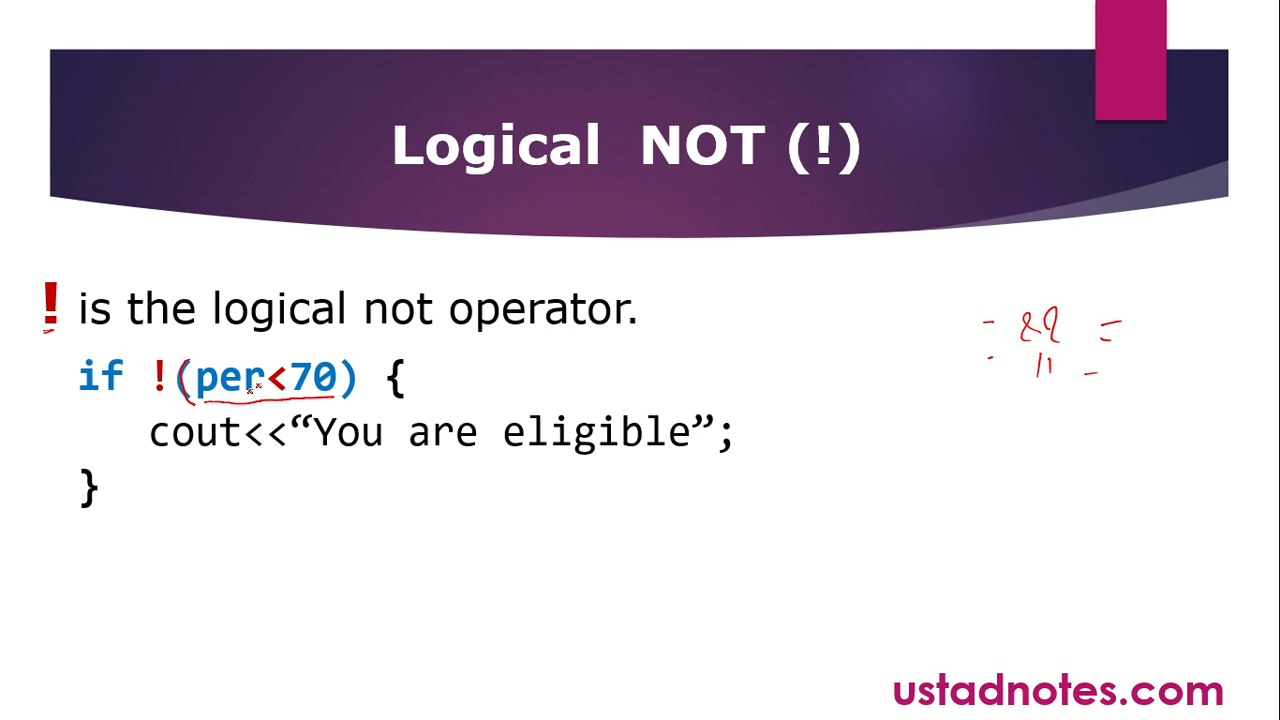 Logical NOT (!)
! is the logical not operator.
if !(per<70) {
cout<<“You are eligible”;
}
- && =
- || -
ustadnotes.com